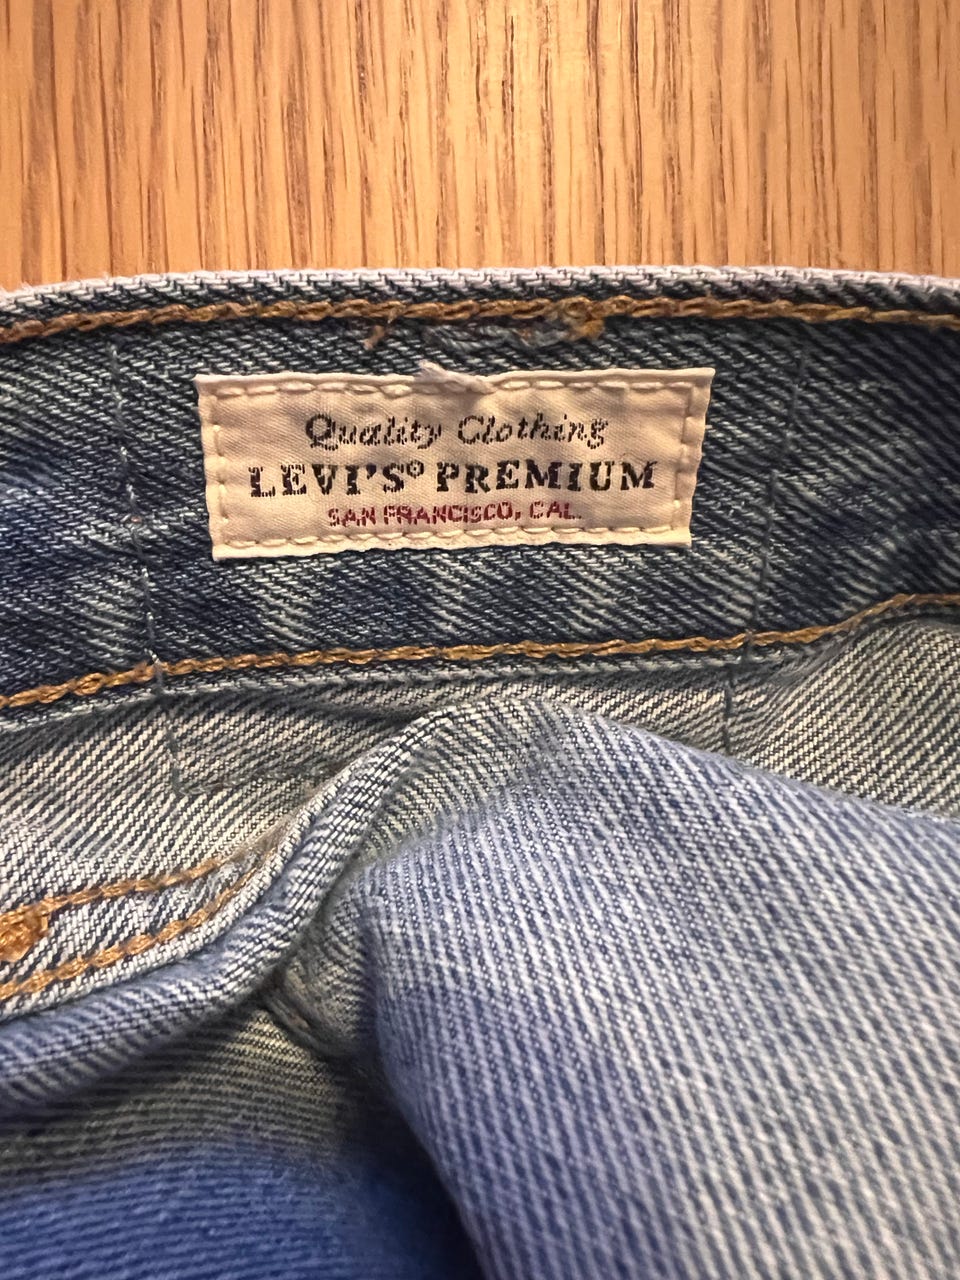 Quality Clothing
LEVI'S® PREMIUM
SAN FRANCISCO, CAL.